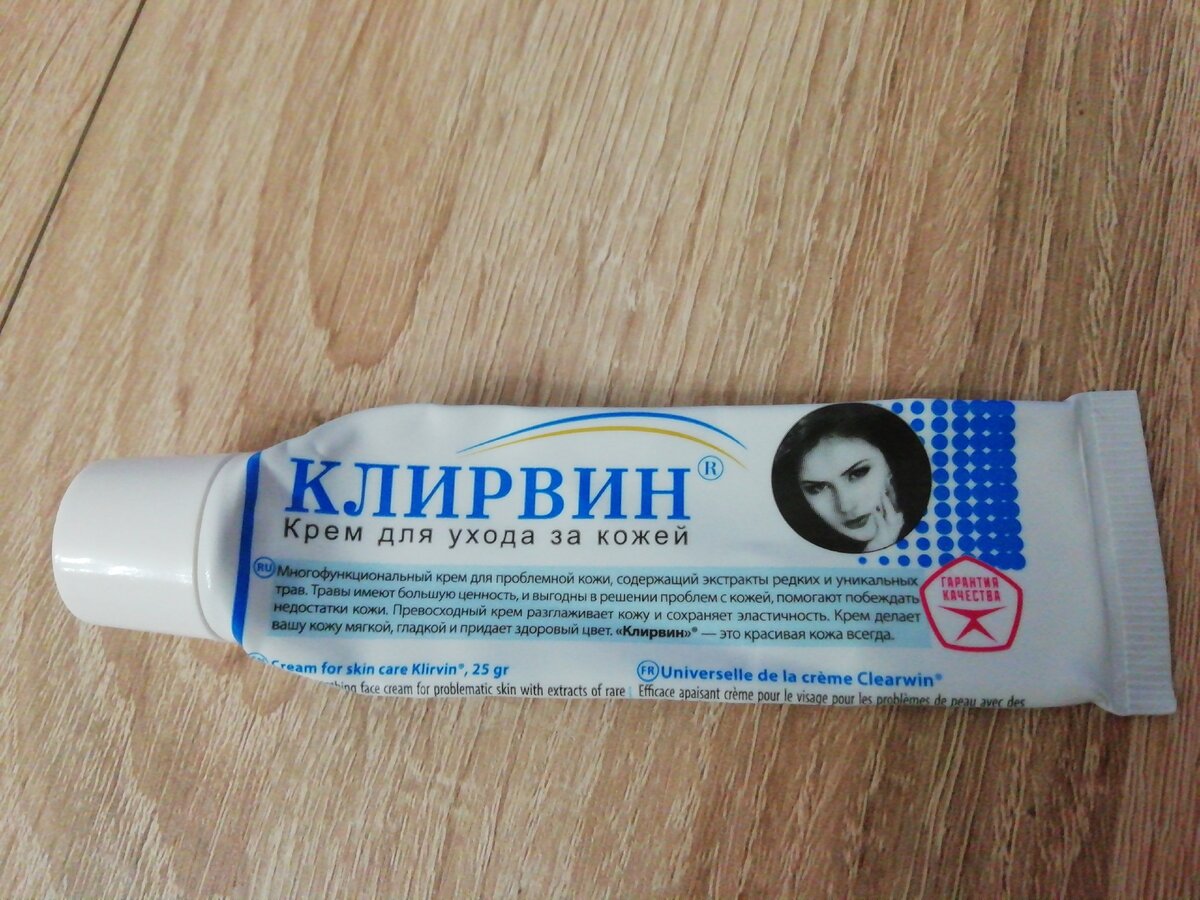 КЛИРВИН®
Крем для ухода за кожей
RU Многофункциональный крем для проблемной кожи, содержащий экстракты редких и уникальных
трав. Травы имеют большую ценность, и выгодны в решении проблем с кожей, помогают побеждать
недостатки кожи. Превосходный крем разглаживает кожу и сохраняет эластичность. Крем делает
вашу кожу мягкой, гладкой и придает здоровый цвет. «Клирвин»® — это красивая кожа всегда.
ГАРАНТИЯ
КАЧЕСТВА
Cream for skin care Klirvin®, 25 gr
face cream for problematic skin with extracts of rare
FR Universelle de la crème Clearwin®
Efficace apaisant crème pour le visage pour les problèmes de peau avec des